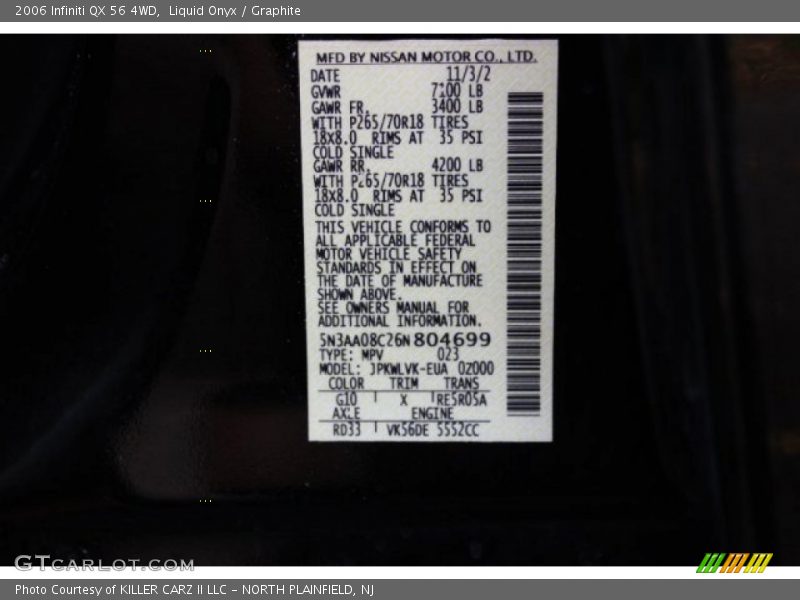 2006 Infiniti QX 56 4WD, Liquid Onyx / Graphite
MFD BY NISSAN MOTOR CO., LTD.
DATE 11/3/2
GVWR 7100 LB
GAWR FR. 3400 LB
WITH P265/70R18 TIRES
18X8.0 RIMS AT 35 PSI
COLD SINGLE
GAWR RR. 4200 LB
WITH P265/70R18 TIRES
18X8.0 RIMS AT 35 PSI
COLD SINGLE
THIS VEHICLE CONFORMS TO
ALL APPLICABLE FEDERAL
MOTOR VEHICLE SAFETY
STANDARDS IN EFFECT ON
THE DATE OF MANUFACTURE
SHOWN ABOVE.
SEE OWNERS MANUAL FOR
ADDITIONAL INFORMATION.
5N3AA08C26N804699
TYPE: MPV 023
MODEL: JPKWLVK-EUA 0Z000
COLOR TRIM TRANS
G10 X RE5R05A
AXLE ENGINE
RD33 VK56DE 5552CC
GTCARLOT.COM
Photo Courtesy of KILLER CARZ II LLC - NORTH PLAINFIELD, NJ